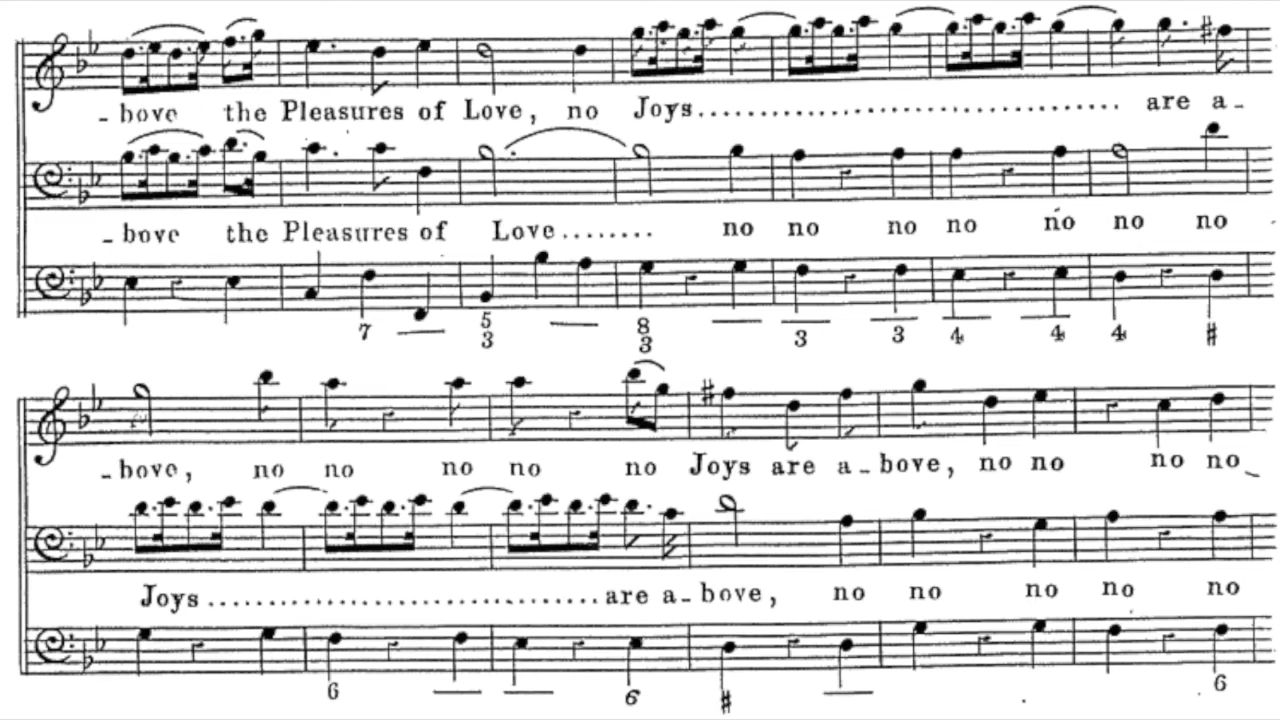 - bove the Pleasures of Love, no Joys................................... are a-
- bove the Pleasures of Love........ no no no no no no no
7 5 3 8 3 3 3 4 4 4 #
- bove, no no no no no Joys are a-bove, no no no no-
Joys.................................are a-bove, no no no no no
6 6 # 6